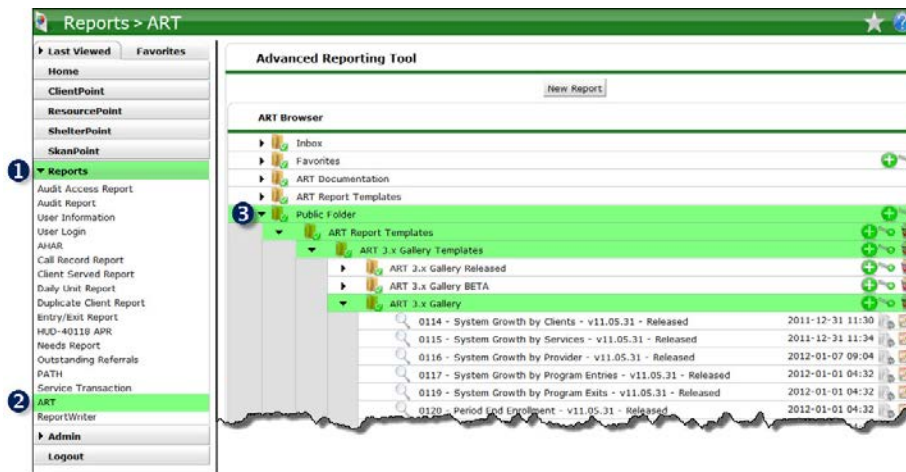 Reports > ART
Last Viewed Favorites
Home
ClientPoint
ResourcePoint
ShelterPoint
SkanPoint
1 Reports
Audit Access Report
Audit Report
User Information
User Login
AHAR
Call Record Report
Client Served Report
Daily Unit Report
Duplicate Client Report
Entry/Exit Report
HUD-40118 APR
Needs Report
Outstanding Referrals
PATH
Service Transaction
2 ART
ReportWriter
Admin
Logout
Advanced Reporting Tool
New Report
ART Browser
Inbox
Favorites
ART Documentation
ART Report Templates
3 Public Folder
ART Report Templates
ART 3.x Gallery Templates
ART 3.x Gallery Released
ART 3.x Gallery BETA
ART 3.x Gallery
0114 - System Growth by Clients - v11.05.31 - Released 2011-12-31 11:30
0115 - System Growth by Services - v11.05.31 - Released 2011-12-31 11:34
0116 - System Growth by Provider - v11.05.31 - Released 2012-01-07 09:04
0117 - System Growth by Program Entries - v11.05.31 - Released 2012-01-01 04:32
0119 - System Growth by Program Exits - v11.05.31 - Released 2012-01-01 04:32
0120 - Period End Enrollment - v11.05.31 - Released 2012-01-01 04:32